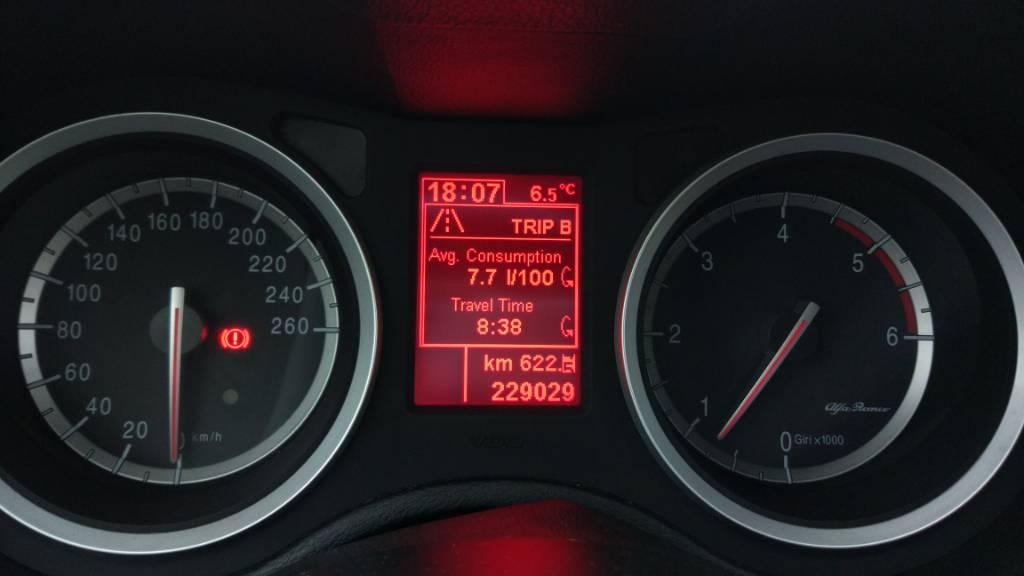 160 180
140 200
120 220
100 240
80 260
60
40
20 0
km/h
18:07 6.5°C
TRIP B
Avg. Consumption
7.7 l/100
Travel Time
8:38
km 622.
229029
4
3 5
2 6
1 0 Giri x1000
Alfa Romeo